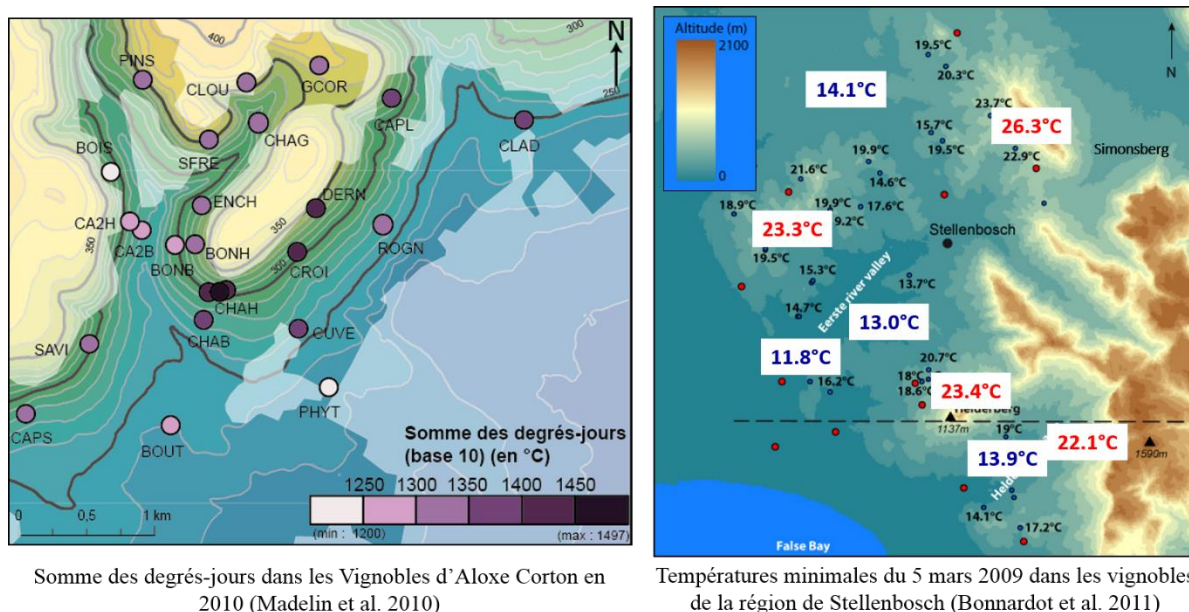 400
300
N
250
PINS
CLOU
GCOR
CAPL
CLAD
CHAG
SFRE
BOIS
350
ENCH
DERN
CA2H
CA2B
350
ROGN
BONH
BONB
300
CROI
CHAH
CHAB
CUVE
SAVI
PHYT
CAPS
BOUT
Somme des degrés-jours
(base 10) (en °C)
1250 1300 1350 1400 1450
(min : 1200) (max : 1497)
0 0,5 1 km
Somme des degrés-jours dans les Vignobles d’Aloxe Corton en
2010 (Madelin et al. 2010)
Altitude (m)
2100
0
N
19.5°C
20.3°C
14.1°C
23.7°C
26.3°C
15.7°C
19.5°C
22.9°C
Simonsberg
19.9°C
21.6°C
14.6°C
18.9°C
19.9°C
17.6°C
9.2°C
23.3°C
Stellenbosch
19.5°C
15.3°C
13.7°C
Eerste river valley
14.7°C
13.0°C
11.8°C
20.7°C
18°C
16.2°C
18.6°C
23.4°C
1137m
19°C
22.1°C
1590m
13.9°C
14.1°C
17.2°C
False Bay
Températures minimales du 5 mars 2009 dans les vignobles
de la région de Stellenbosch (Bonnardot et al. 2011)